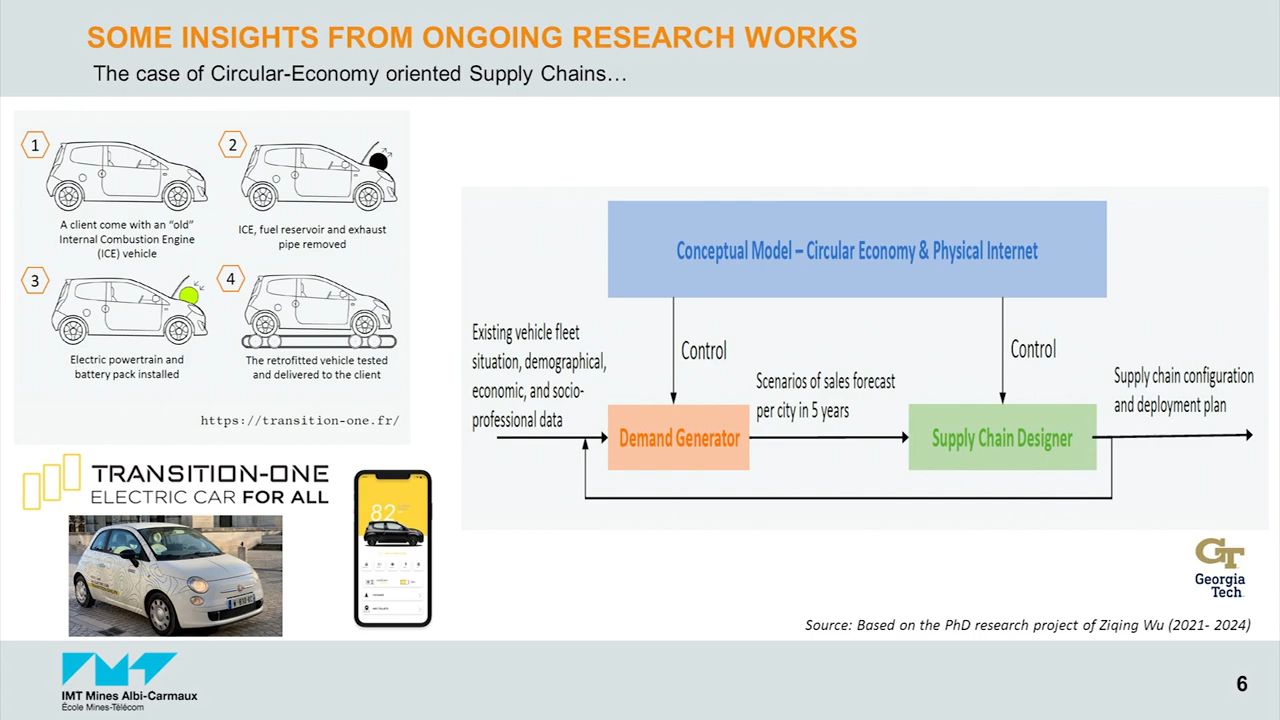 SOME INSIGHTS FROM ONGOING RESEARCH WORKS
The case of Circular-Economy oriented Supply Chains…
1
A client come with an “old”
Internal Combustion Engine
(ICE) vehicle
2
ICE, fuel reservoir and exhaust
pipe removed
3
Electric powertrain and
battery pack installed
4
The retrofitted vehicle tested
and delivered to the client
https://transition-one.fr/
TRANSITION-ONE
ELECTRIC CAR FOR ALL
82
Conceptual Model – Circular Economy & Physical Internet
Existing vehicle fleet
situation, demographical,
economic, and socio-
professional data
Control
Control
Demand Generator
Scenarios of sales forecast
per city in 5 years
Supply Chain Designer
Supply chain configuration
and deployment plan
GT
Georgia
Tech
Source: Based on the PhD research project of Ziqing Wu (2021- 2024)
IMT
IMT Mines Albi-Carmaux
École Mines-Télécom
6